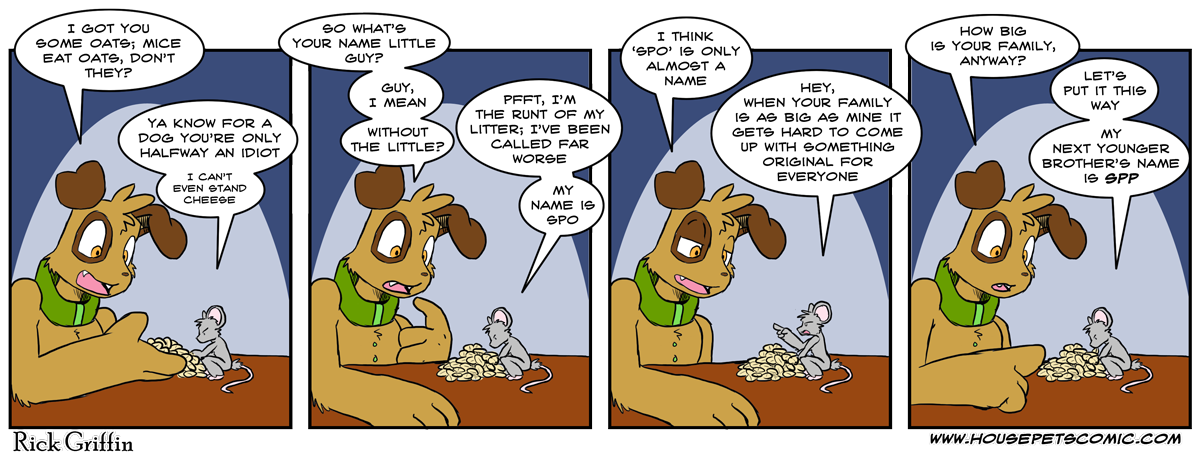 I GOT YOU
SOME OATS; MICE
EAT OATS, DON'T
THEY?
YA KNOW FOR A
DOG YOU'RE ONLY
HALFWAY AN IDIOT
I CAN'T
EVEN STAND
CHEESE
SO WHAT'S
YOUR NAME LITTLE
GUY?
GUY,
I MEAN
WITHOUT
THE LITTLE?
PFFT, I'M
THE RUNT OF MY
LITTER; I'VE BEEN
CALLED FAR
WORSE
MY
NAME IS
SPO
I THINK
'SPO' IS ONLY
ALMOST A
NAME
HEY,
WHEN YOUR FAMILY
IS AS BIG AS MINE IT
GETS HARD TO COME
UP WITH SOMETHING
ORIGINAL FOR
EVERYONE
HOW BIG
IS YOUR FAMILY,
ANYWAY?
LET'S
PUT IT THIS
WAY
MY
NEXT YOUNGER
BROTHER'S NAME
IS SPP
Rick Griffin
WWW.HOUSEPETSCOMIC.COM